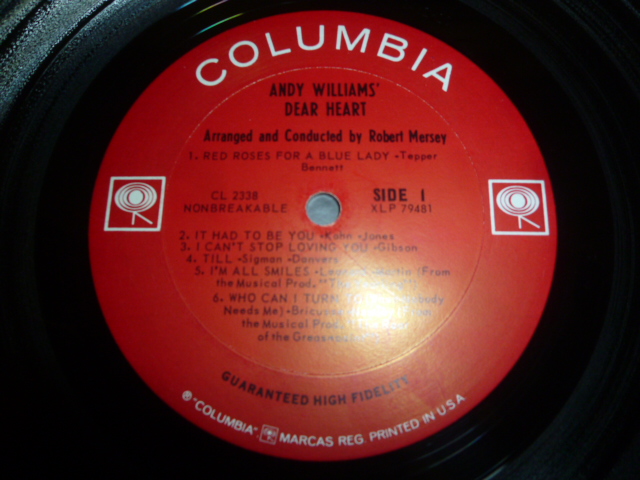 COLUMBIA
ANDY WILLIAMS'
DEAR HEART
Arranged and Conducted by Robert Mersey
1. RED ROSES FOR A BLUE LADY -Tepper
Bennett
CL 2338 SIDE 1
NONBREAKABLE XLP 79481
2. IT HAD TO BE YOU -Kahn -Jones
3. I CAN'T STOP LOVING YOU -Gibson
4. TILL -Sigman -Danvers
5. I'M ALL SMILES (From
the Musical Prod.
6. WHO CAN I TURN
Needs Me)
the Musical Prod.
of the
GUARANTEED HIGH FIDELITY
℗ "COLUMBIA", MARCAS REG. PRINTED IN U.S.A.